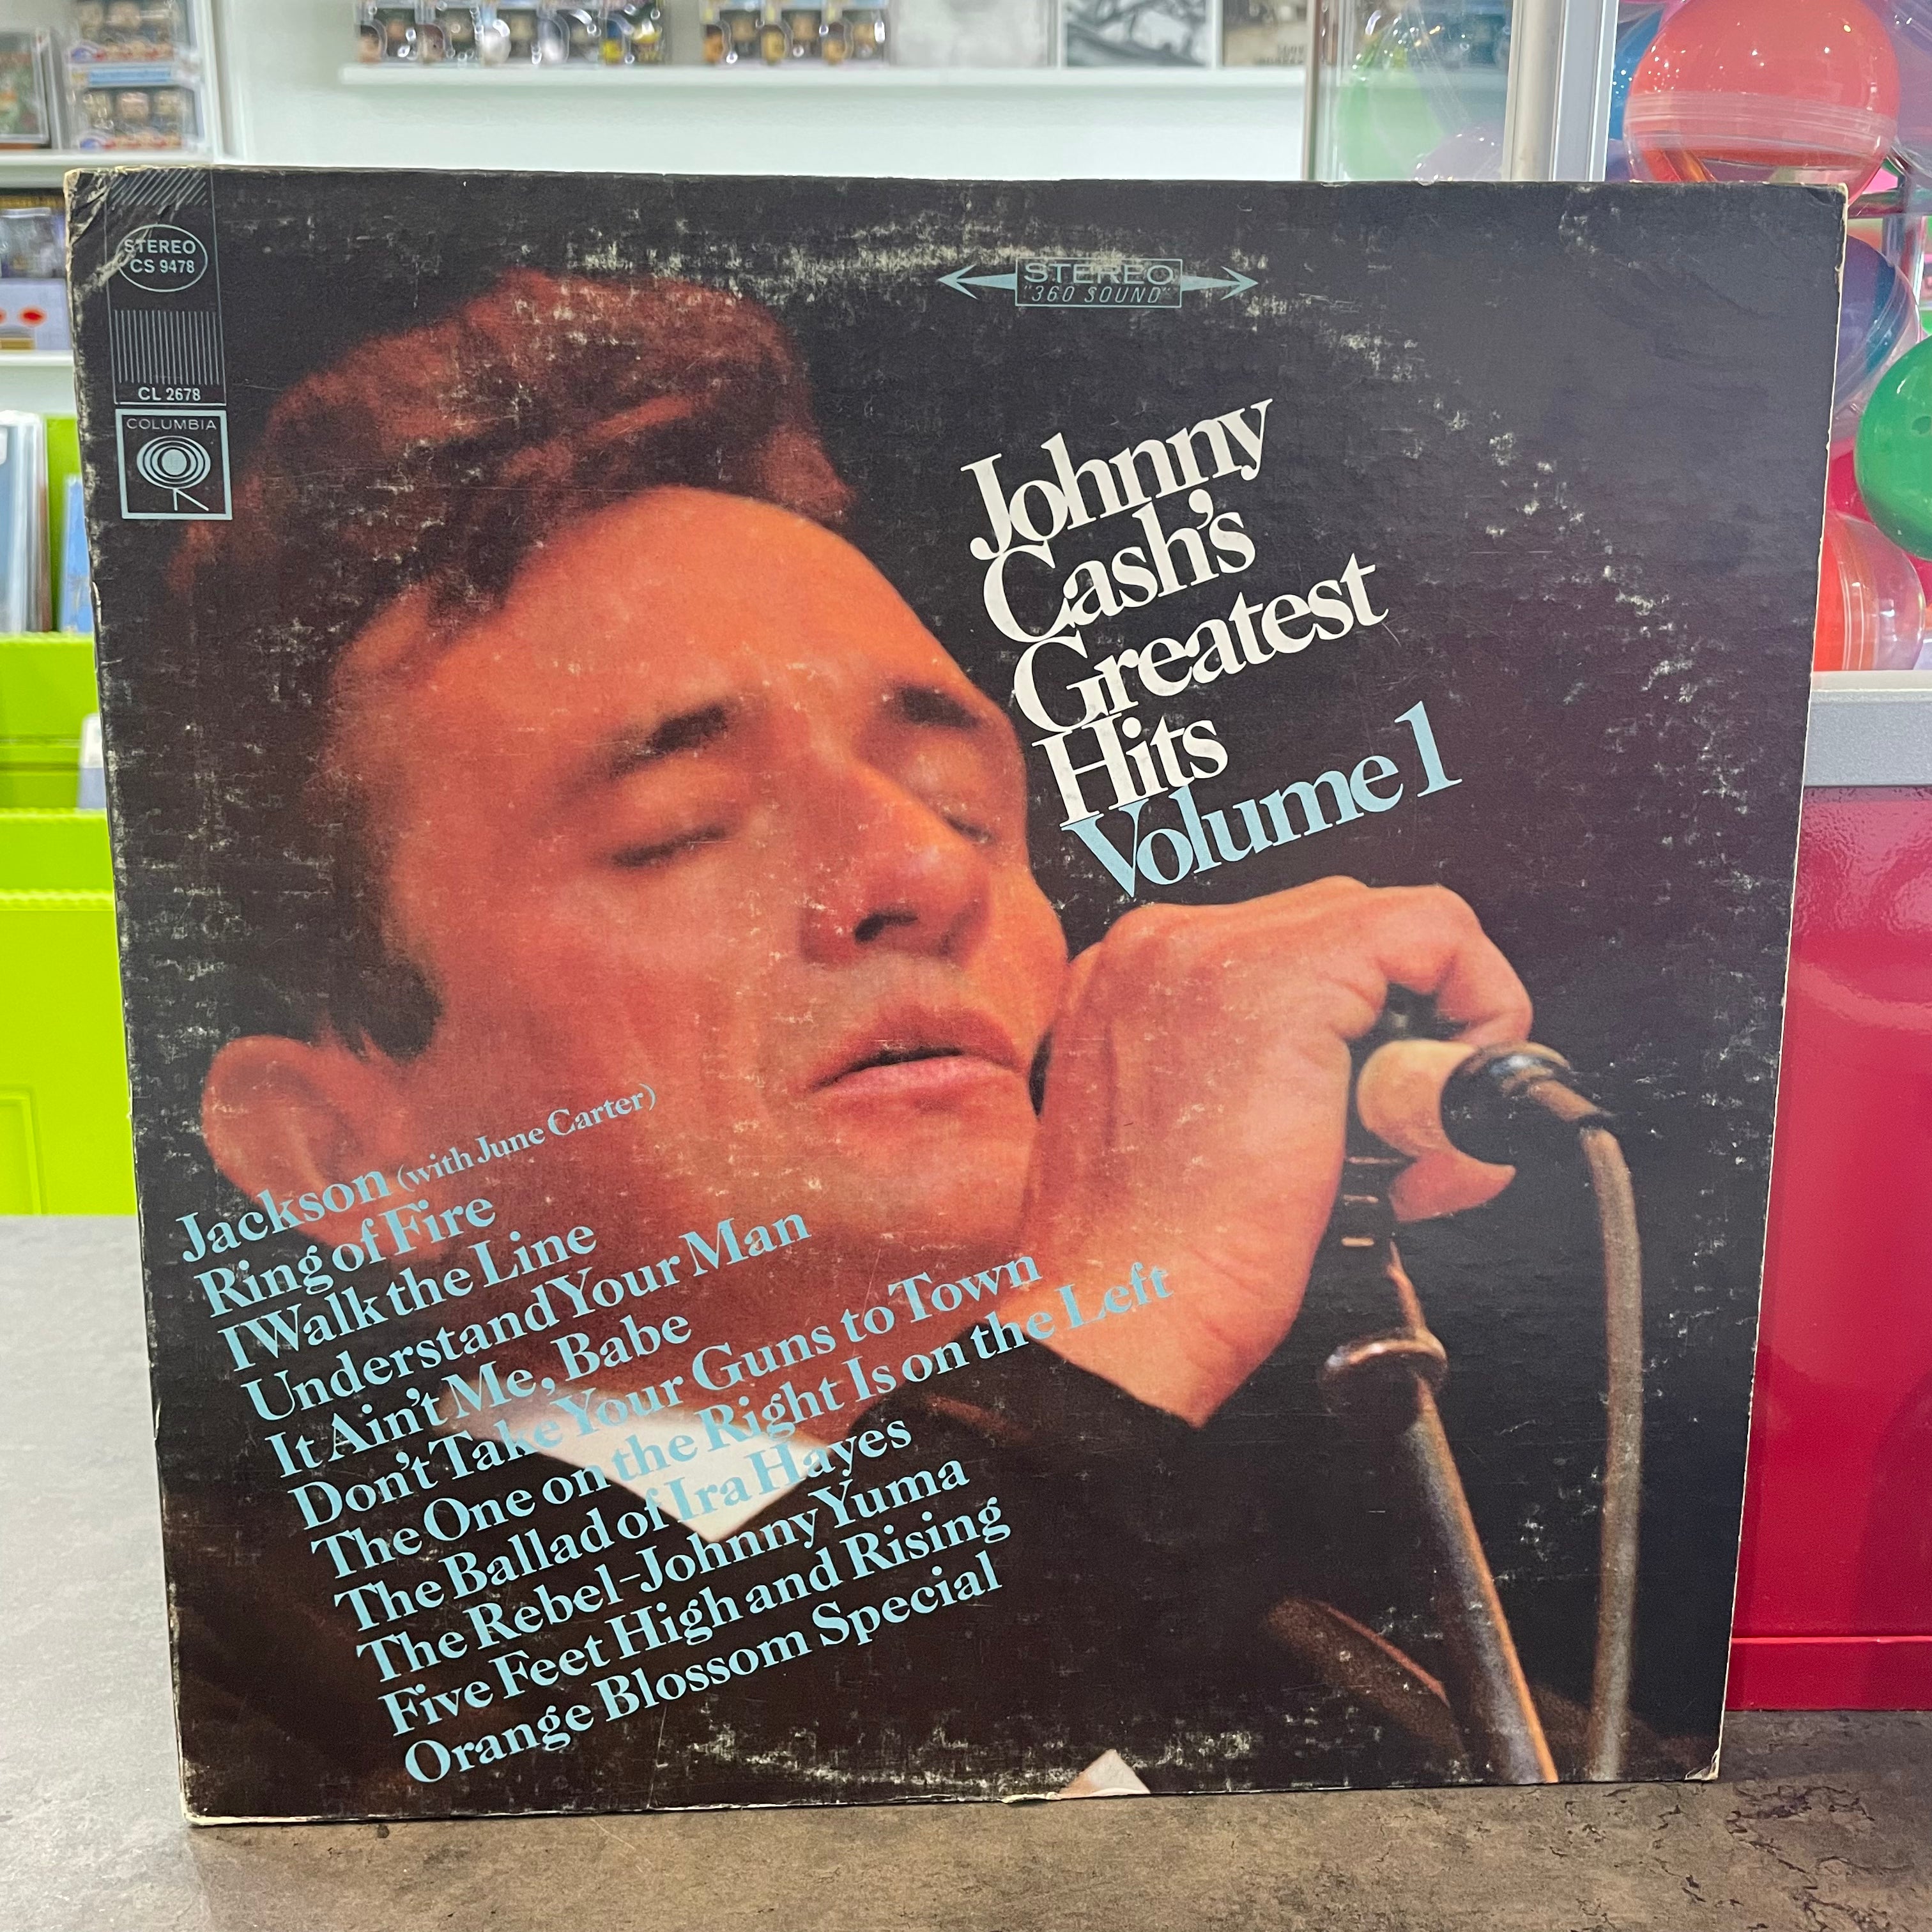 STEREO
CS 9478
CL 2678
COLUMBIA
STEREO
"360 SOUND"
Johnny
Cash's
Greatest
Hits
Volume 1
Jackson (with June Carter)
Ring of Fire
I Walk the Line
Understand Your Man
It Ain't Me, Babe
Don't Take Your Guns to Town
The One on the Right Is on the Left
The Ballad of Ira Hayes
The Rebel–Johnny Yuma
Five Feet High and Rising
Orange Blossom Special